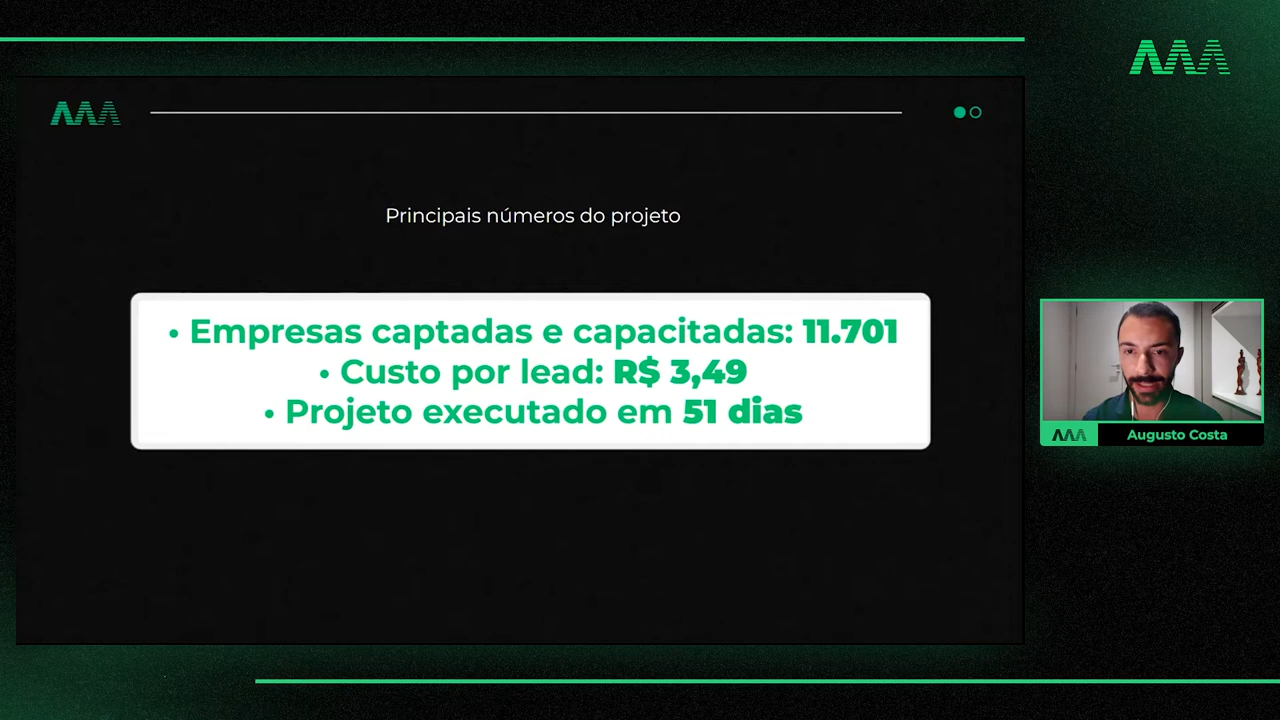 Principais números do projeto
• Empresas captadas e capacitadas: 11.701
• Custo por lead: R$ 3,49
• Projeto executado em 51 dias
Augusto Costa